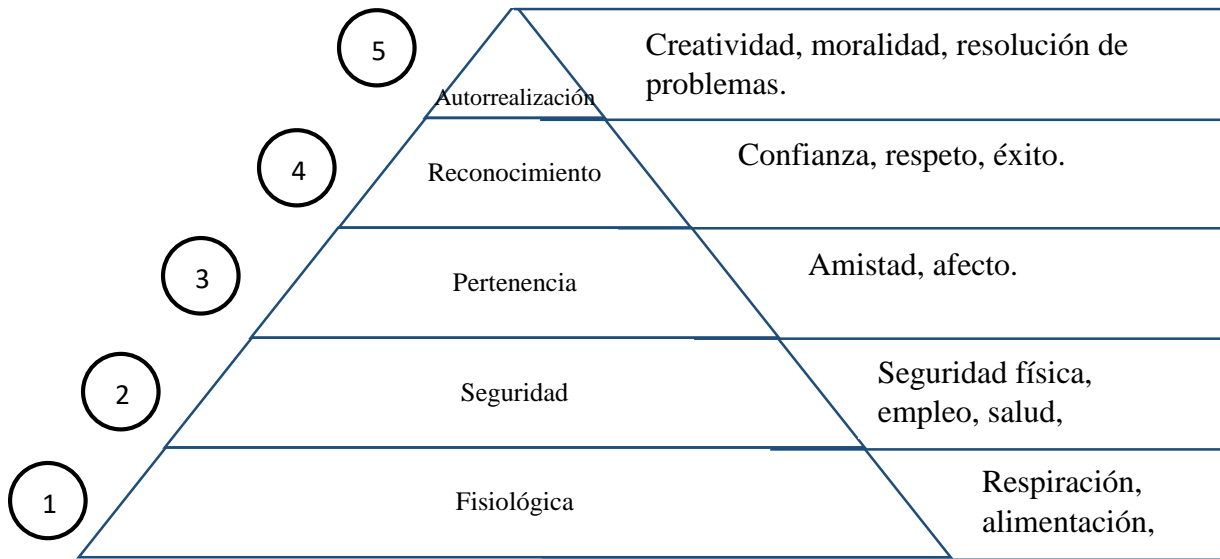 5
Creatividad, moralidad, resolución de
problemas.
Autorrealización
4
Confianza, respeto, éxito.
Reconocimiento
3
Amistad, afecto.
Pertenencia
2
Seguridad física,
empleo, salud,
Seguridad
1
Respiración,
alimentación,
Fisiológica